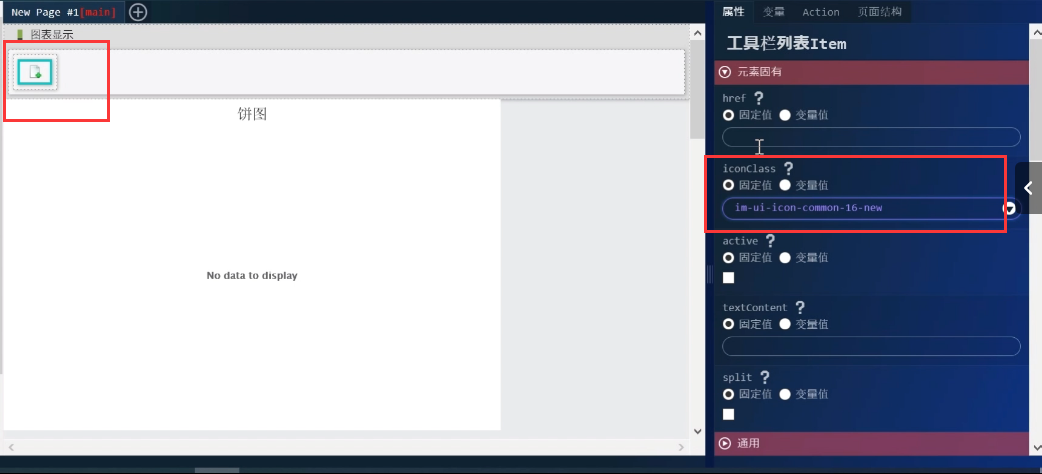 New Page #1[main]
图表显示
饼图
No data to display
属性 变量 Action 页面结构
工具栏列表Item
元素固有
href ?
固定值 变量值
iconClass ?
固定值 变量值
im-ui-icon-common-16-new
active ?
固定值 变量值
textContent ?
固定值 变量值
split ?
固定值 变量值
通用